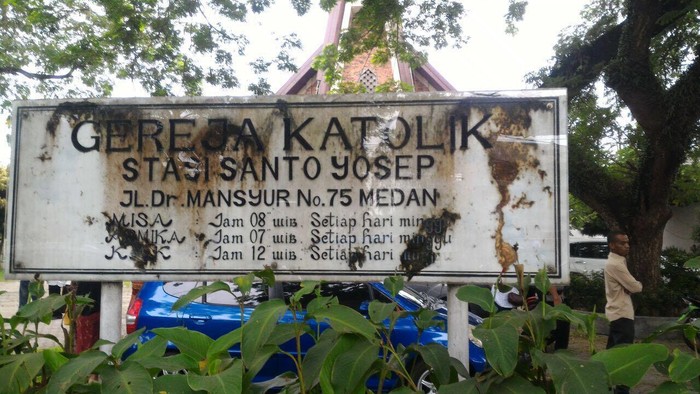 GEREJA KATOLIK
STASI SANTO YOSEP
JL.Dr. MANSYUR No.75 MEDAN
MISA : Jam 08 wib. Setiap hari minggu
Jam 07 wib. Setiap hari minggu
Jam 12 wib. Setiap hari